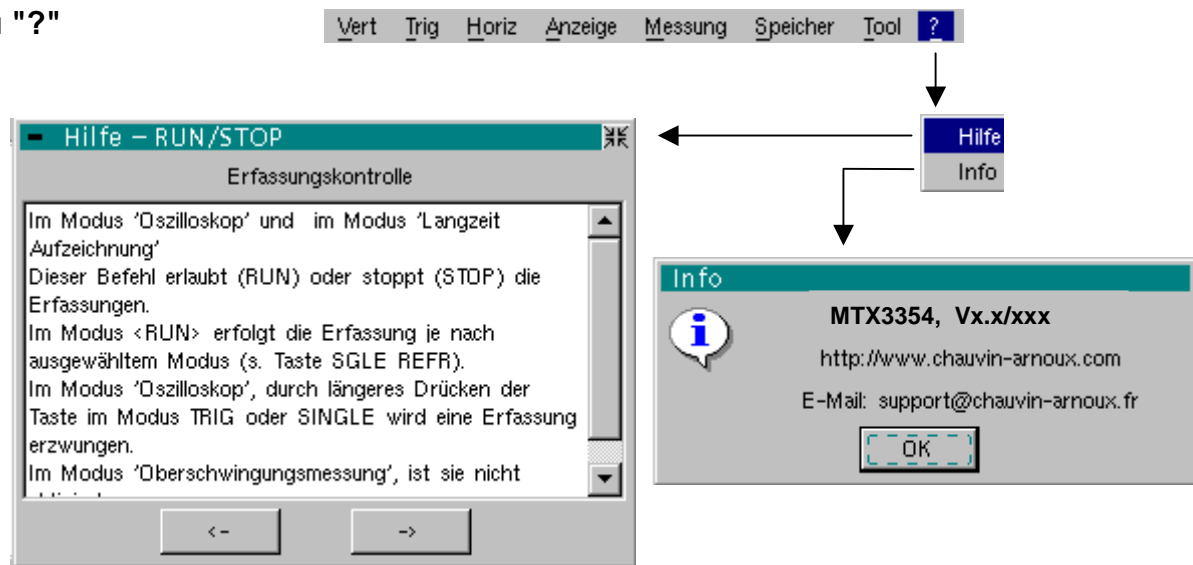 "?"
Vert Trig Horiz Anzeige Messung Speicher Tool ?
Hilfe
Info
Hilfe – RUN/STOP
Erfassungskontrolle
Im Modus 'Oszilloskop' und im Modus 'Langzeit
Aufzeichnung'
Dieser Befehl erlaubt (RUN) oder stoppt (STOP) die
Erfassungen.
Im Modus <RUN> erfolgt die Erfassung je nach
ausgewähltem Modus (s. Taste SGLE REFR).
Im Modus 'Oszilloskop', durch längeres Drücken der
Taste im Modus TRIG oder SINGLE wird eine Erfassung
erzwungen.
Im Modus 'Oberschwingungsmessung', ist sie nicht
<-
->
Info
MTX3354, Vx.x/xxx
http://www.chauvin-arnoux.com
E-Mail: support@chauvin-arnoux.fr
OK